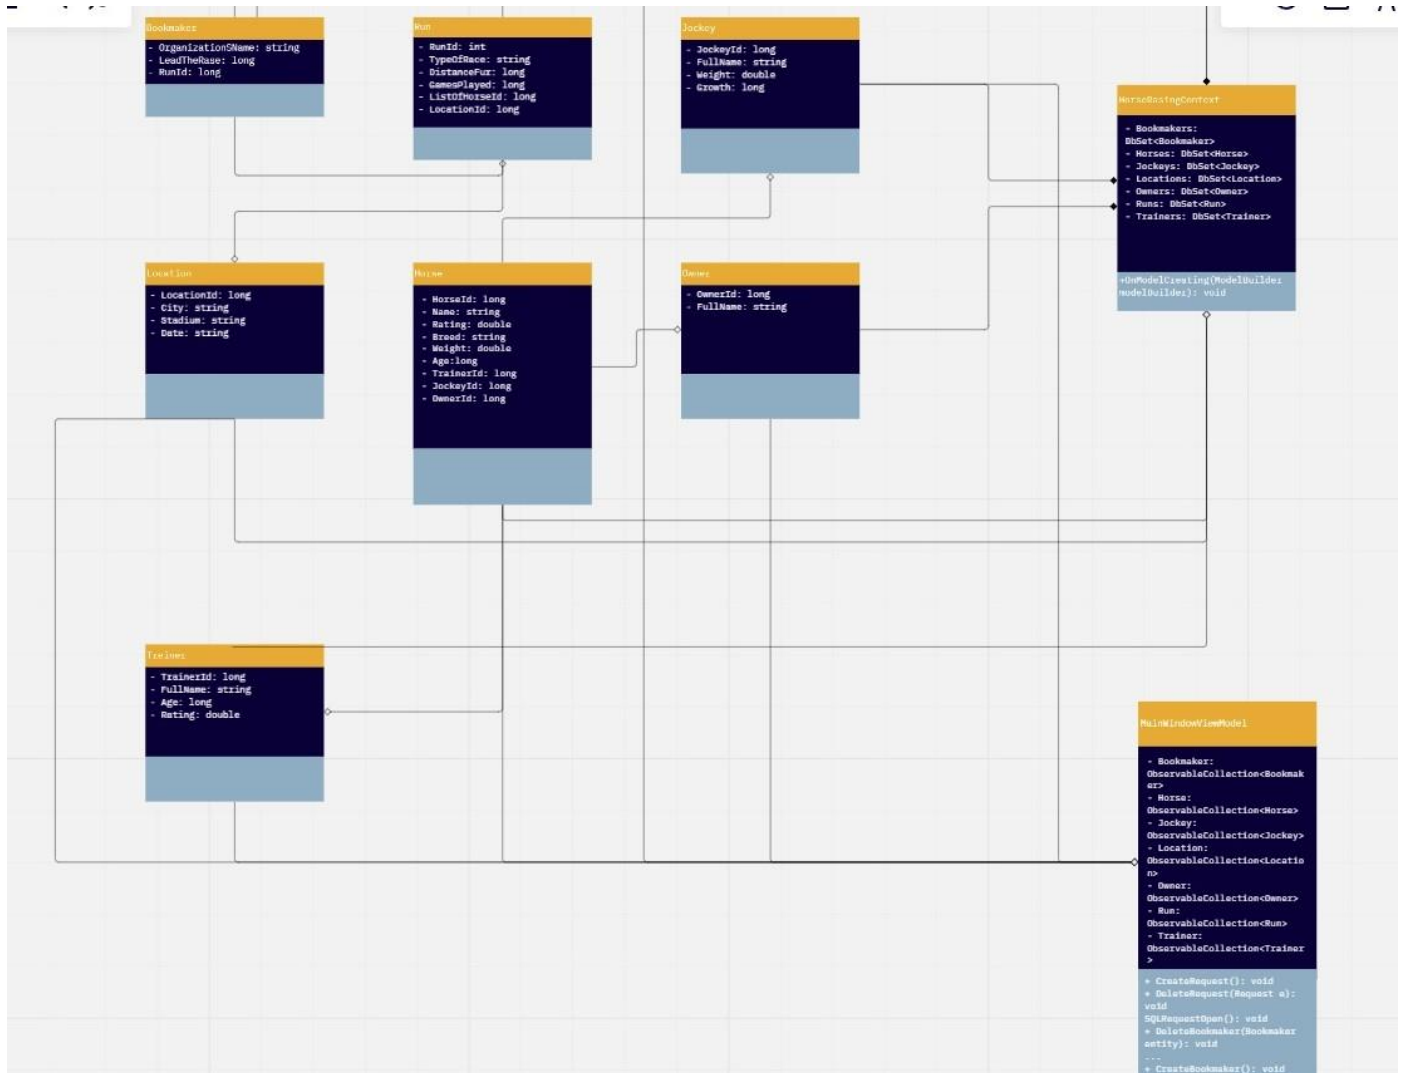 Bookmaker
- OrganizationSName: string
- LeadTheRase: long
- RunId: long
Run
- RunId: int
- TypeOfRace: string
- DistanceFur: long
- GamesPlayed: long
- ListOfHorseId: long
- LocationId: long
Jockey
- JockeyId: long
- FullName: string
- Weight: double
- Growth: long
HorseRasingContext
- Bookmakers:
DbSet<Bookmaker>
- Horses: DbSet<Horse>
- Jockeys: DbSet<Jockey>
- Locations: DbSet<Location>
- Owners: DbSet<Owner>
- Runs: DbSet<Run>
- Trainers: DbSet<Trainer>
+OnModelCreating(ModelBuilder
modelBuilder): void
Location
- LocationId: long
- City: string
- Stadium: string
- Date: string
Horse
- HorseId: long
- Name: string
- Rating: double
- Breed: string
- Weight: double
- Age:long
- TrainerId: long
- JockeyId: long
- OwnerId: long
Owner
- OwnerId: long
- FullName: string
Treiner
- TrainerId: long
- FullName: string
- Age: long
- Rating: double
MainWindowViewModel
- Bookmaker:
ObservableCollection<Bookmak
er>
- Horse:
ObservableCollection<Horse>
- Jockey:
ObservableCollection<Jockey>
- Location:
ObservableCollection<Locatio
n>
- Owner:
ObservableCollection<Owner>
- Run:
ObservableCollection<Run>
- Trainer:
ObservableCollection<Trainer
>
+ CreateRequest(): void
+ DeleteRequest(Request e):
void
SQLRequestOpen(): void
+ DeleteBookmaker(Bookmaker
entity): void
...
+ CreateBookmaker(): void